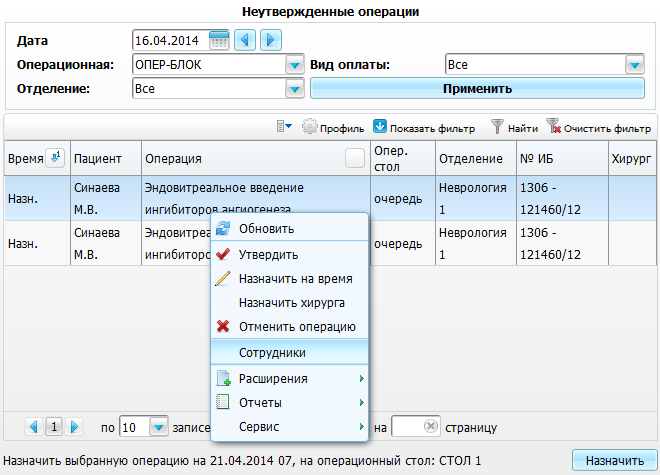 Неутвержденные операции
Дата 16.04.2014
Операционная: ОПЕР-БЛОК Вид оплаты: Все
Отделение: Все Применить
Профиль Показать фильтр Найти Очистить фильтр
Время 1 Пациент Операция Опер. стол Отделение № ИБ Хирург
Назн. Синаева М.В. Эндовитреальное введение ингибиторов ангиогенеза очередь Неврология 1 1306 - 121460/12
Назн. Синаева М.В. очередь Неврология 1 1306 - 121460/12
Обновить
Утвердить
Назначить на время
Назначить хирурга
Отменить операцию
Сотрудники
Расширения
Отчеты
Сервис
1 по 10 на страницу
Назначить выбранную операцию на 21.04.2014 07, на операционный стол: СТОЛ 1 Назначить